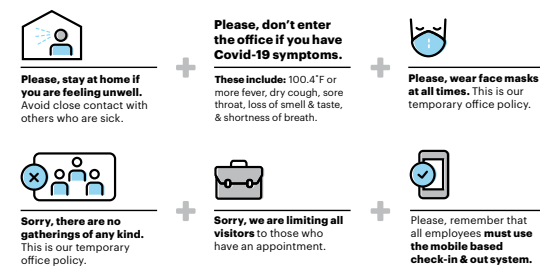 Please, stay at home if
you are feeling unwell.
Avoid close contact with
others who are sick.
Please, don’t enter
the office if you have
Covid-19 symptoms.
These include: 100.4˚F or
more fever, dry cough, sore
throat, loss of smell & taste,
& shortness of breath.
Please, wear face masks
at all times. This is our
temporary office policy.
Sorry, there are no
gatherings of any kind.
This is our temporary
office policy.
Sorry, we are limiting all
visitors to those who
have an appointment.
Please, remember that
all employees must use
the mobile based
check-in & out system.